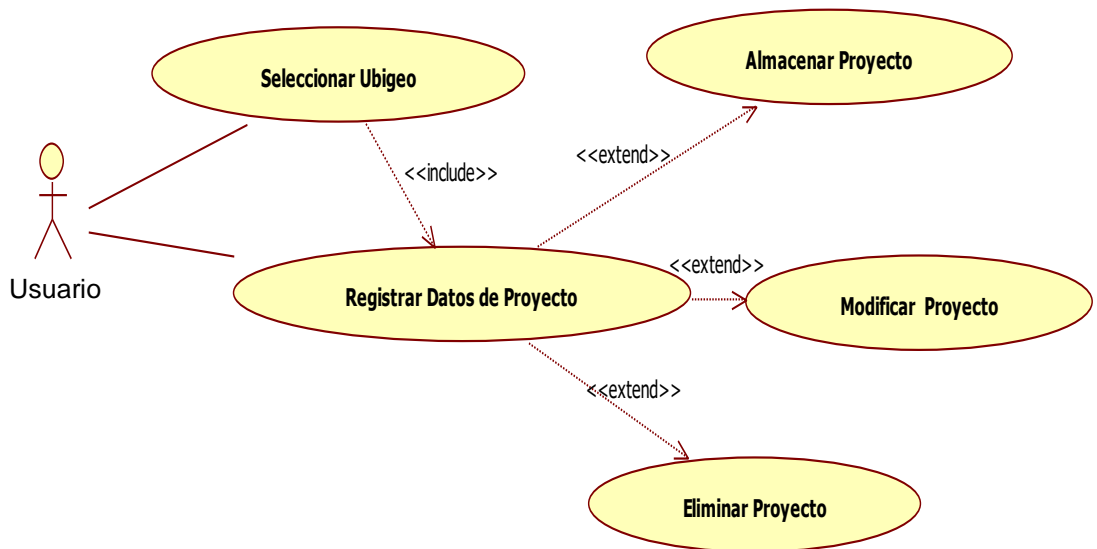 Almacenar Proyecto
Seleccionar Ubigeo
<<extend>>
<<include>>
<<extend>>
Usuario
Registrar Datos de Proyecto
Modificar Proyecto
<<extend>>
Eliminar Proyecto